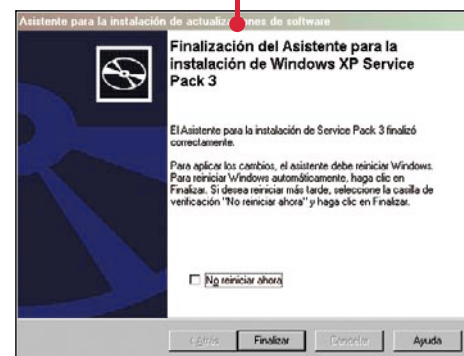 Asistente para la instalación de actualizaciones de software
Finalización del Asistente para la
instalación de Windows XP Service
Pack 3
El Asistente para la instalación de Service Pack 3 finalizó
correctamente.
Para aplicar los cambios, el asistente debe reiniciar Windows.
Para reiniciar Windows automáticamente, haga clic en
Finalizar. Si desea reiniciar más tarde, seleccione la casilla de
verificación "No reiniciar ahora" y haga clic en Finalizar.
No reiniciar ahora
< Atrás Finalizar Cancelar Ayuda